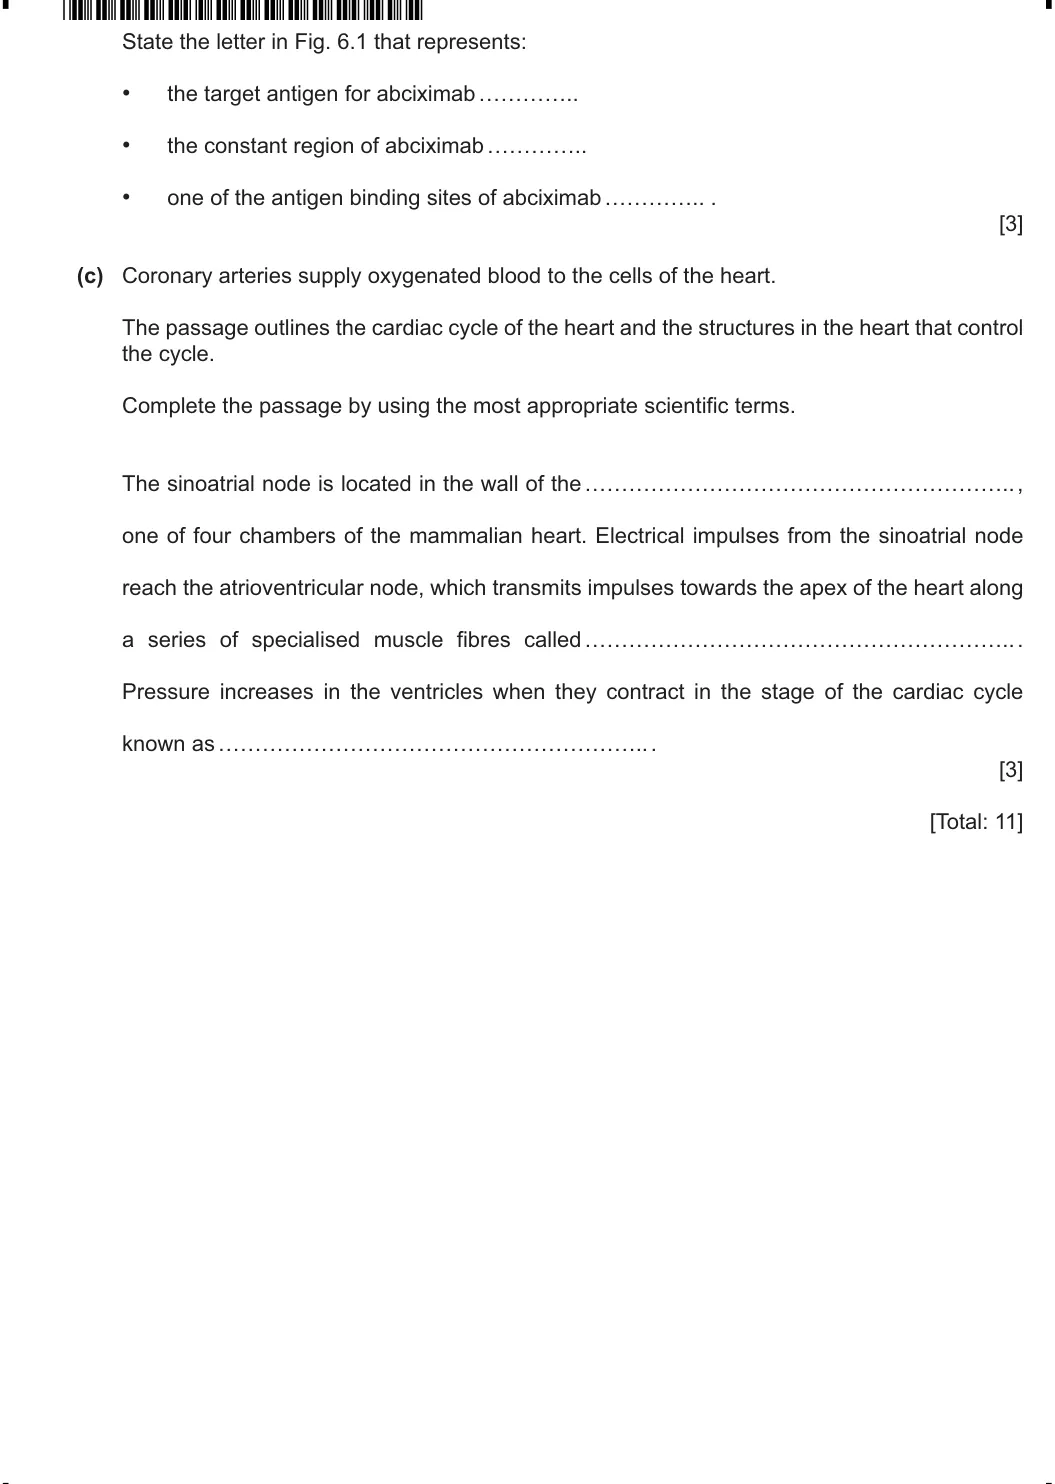 State the letter in Fig. 6.1 that represents:
• the target antigen for abciximab ..............
• the constant region of abciximab ..............
• one of the antigen binding sites of abciximab .............. .
[3]
(c) Coronary arteries supply oxygenated blood to the cells of the heart.
The passage outlines the cardiac cycle of the heart and the structures in the heart that control
the cycle.
Complete the passage by using the most appropriate scientific terms.
The sinoatrial node is located in the wall of the .......................................................... ,
one of four chambers of the mammalian heart. Electrical impulses from the sinoatrial node
reach the atrioventricular node, which transmits impulses towards the apex of the heart along
a series of specialised muscle fibres called .......................................................... .
Pressure increases in the ventricles when they contract in the stage of the cardiac cycle
known as .......................................................... .
[3]
[Total: 11]